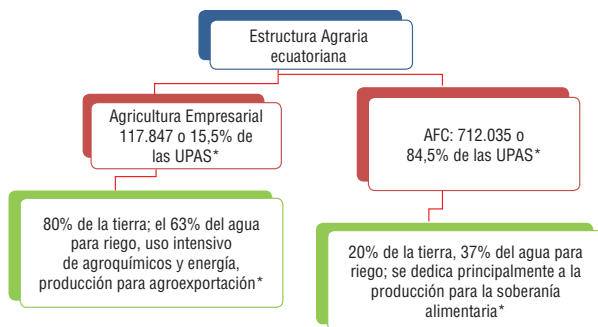 Estructura Agraria
ecuatoriana
Agricultura Empresarial
117.847 o 15,5% de
las UPAS*
AFC: 712.035 o
84,5% de las UPAS*
80% de la tierra; el 63% del agua
para riego, uso intensivo
de agroquímicos y energía,
producción para agroexportación*
20% de la tierra, 37% del agua para
riego; se dedica principalmente a la
producción para la soberanía
alimentaria*